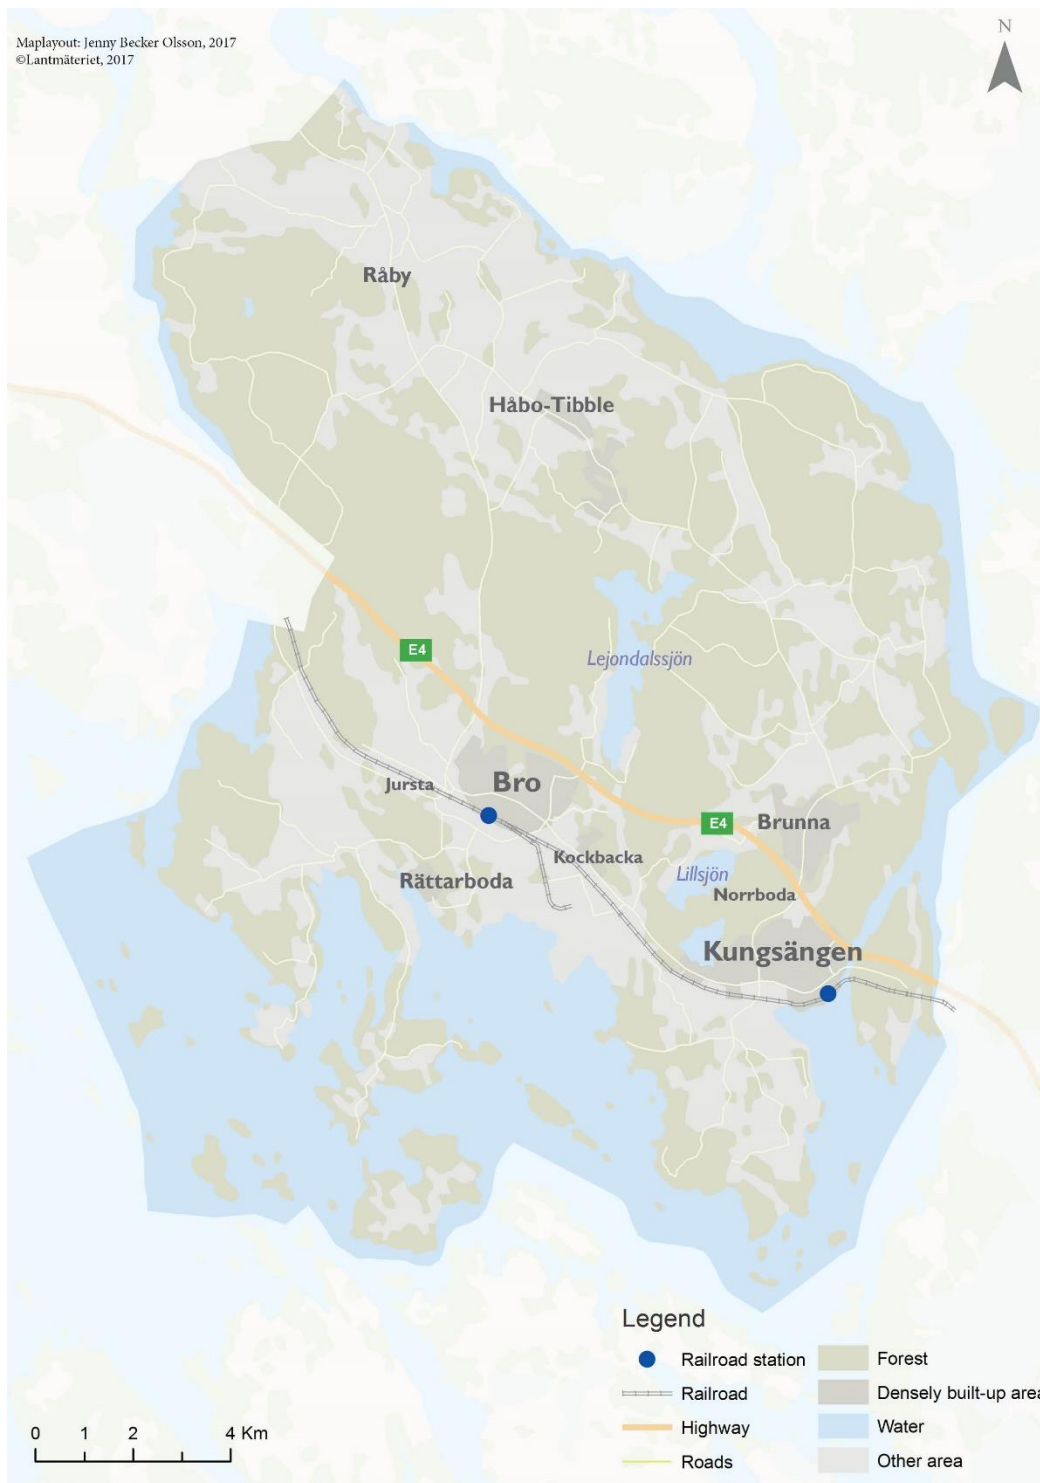 Maplayout: Jenny Becker Olsson, 2017
©Lantmäteriet, 2017
N
Råby
Håbo-Tibble
E4
Lejondalssjön
Jursta
Bro
E4
Brunna
Kockbacka
Rättarboda
Lillsjön
Norrboda
Kungsängen
Legend
Railroad station
Railroad
Highway
Roads
Forest
Densely built-up area
Water
Other area
0 1 2 4 Km